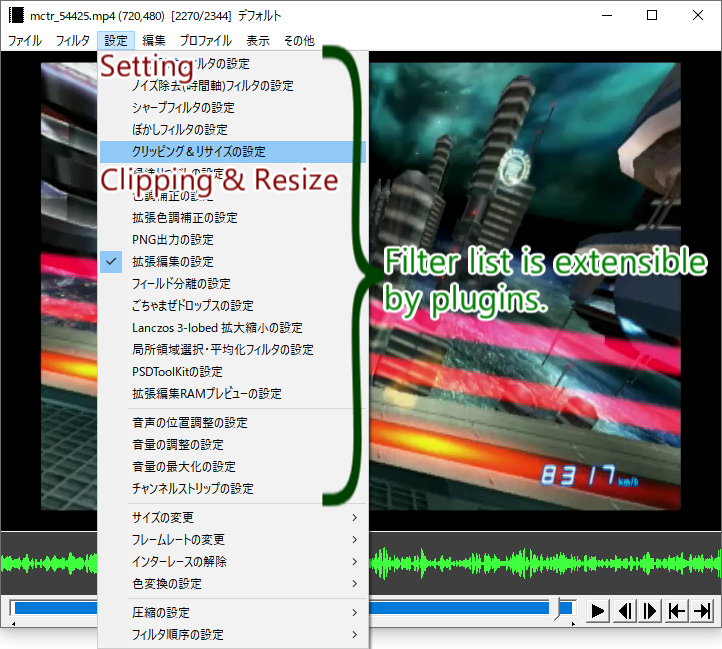 mctr_54425.mp4 (720,480) [2270/2344] デフォルト
ファイル フィルタ 設定 編集 プロファイル 表示 その他
Setting
フィルタの設定
ノイズ除去(時間軸)フィルタの設定
シャープフィルタの設定
ぼかしフィルタの設定
クリッピング＆リサイズの設定
の設定
Clipping & Resize
色調補正の設定
拡張色調補正の設定
PNG出力の設定
拡張編集の設定
フィールド分離の設定
ごちゃまぜドロップスの設定
Lanczos 3-lobed 拡大縮小の設定
局所領域選択・平均化フィルタの設定
PSDToolKitの設定
拡張編集RAMプレビューの設定
Filter list is extensible
by plugins.
音声の位置調整の設定
音量の調整の設定
音量の最大化の設定
チャンネルストリップの設定
サイズの変更
フレームレートの変更
インターレースの解除
色変換の設定
圧縮の設定
フィルタ順序の設定
8317 km/h